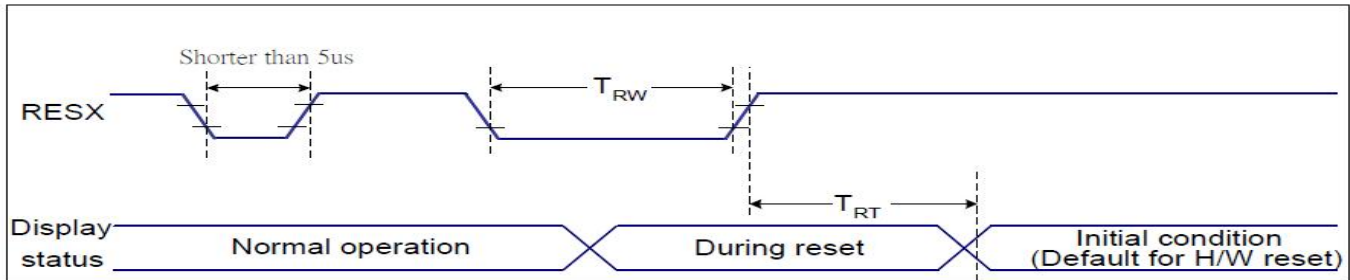 Shorter than 5us
RESX
TRW
TRT
Display
status
Normal operation
During reset
Initial condition
(Default for H/W reset)